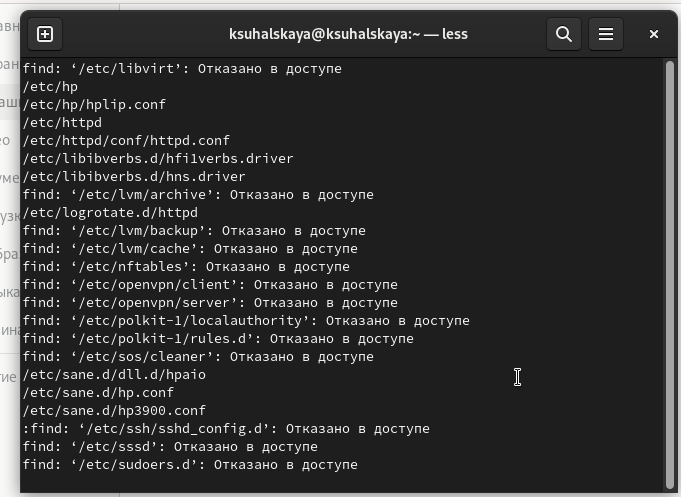 ksuhalskaya@ksuhalskaya:~ — less
find: ‘/etc/libvirt’: Отказано в доступе
/etc/hp
/etc/hp/hplip.conf
/etc/httpd
/etc/httpd/conf/httpd.conf
/etc/libibverbs.d/hfi1verbs.driver
/etc/libibverbs.d/hns.driver
find: ‘/etc/lvm/archive’: Отказано в доступе
/etc/logrotate.d/httpd
find: ‘/etc/lvm/backup’: Отказано в доступе
find: ‘/etc/lvm/cache’: Отказано в доступе
find: ‘/etc/nftables’: Отказано в доступе
find: ‘/etc/openvpn/client’: Отказано в доступе
find: ‘/etc/openvpn/server’: Отказано в доступе
find: ‘/etc/polkit-1/localauthority’: Отказано в доступе
find: ‘/etc/polkit-1/rules.d’: Отказано в доступе
find: ‘/etc/sos/cleaner’: Отказано в доступе
/etc/sane.d/dll.d/hpaio
/etc/sane.d/hp.conf
/etc/sane.d/hp3900.conf
:find: ‘/etc/ssh/sshd_config.d’: Отказано в доступе
find: ‘/etc/sssd’: Отказано в доступе
find: ‘/etc/sudoers.d’: Отказано в доступе